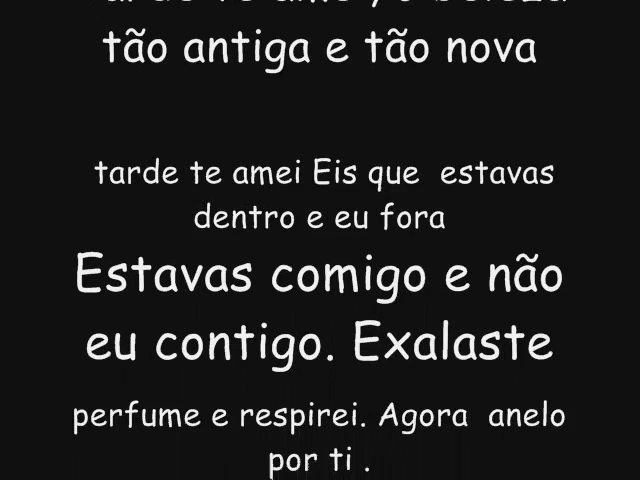 tão antiga e tão nova
tarde te amei Eis que estavas
dentro e eu fora
Estavas comigo e não
eu contigo. Exalaste
perfume e respirei. Agora anelo
por ti .